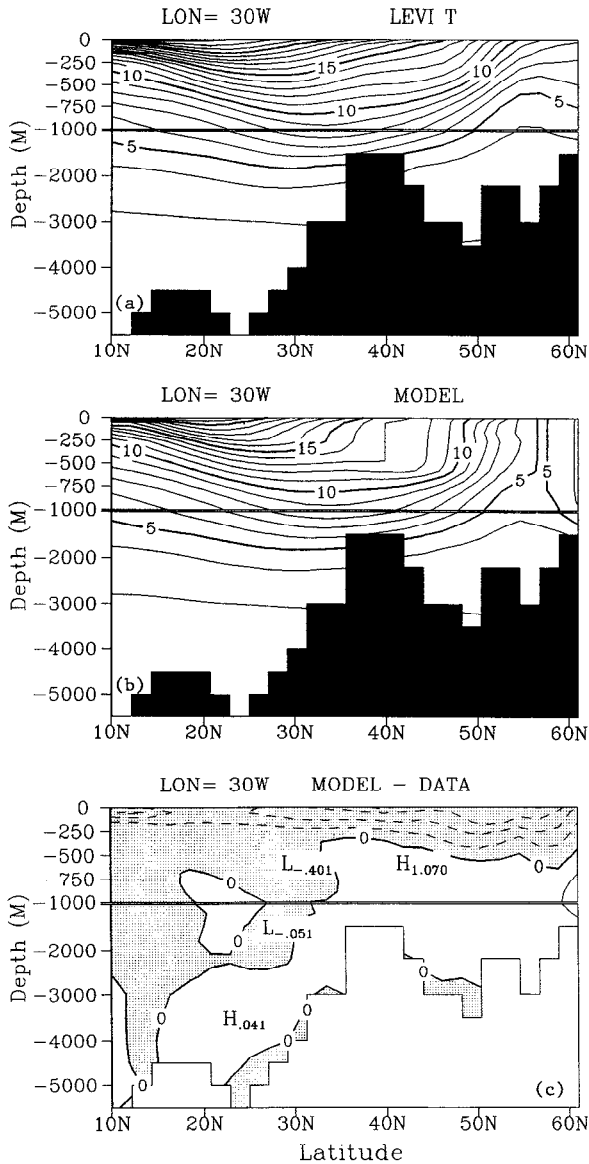 LON= 30W LEVI T
0
-250
-500
-750
-1000
-2000
-3000
-4000
-5000
Depth (M)
10
15
10
10
5
5
(a)
10N 20N 30N 40N 50N 60N
LON= 30W MODEL
0
-250
-500
-750
-1000
-2000
-3000
-4000
-5000
Depth (M)
10
15
10
10
5
5
5
(b)
10N 20N 30N 40N 50N 60N
LON= 30W MODEL - DATA
0
-250
-500
750
-1000
-2000
-3000
-4000
-5000
Depth (M)
0
L-.401
H1.070
0
0
L-.051
0
0
0
H.041
0
0
0
0
(c)
10N 20N 30N 40N 50N 60N
Latitude